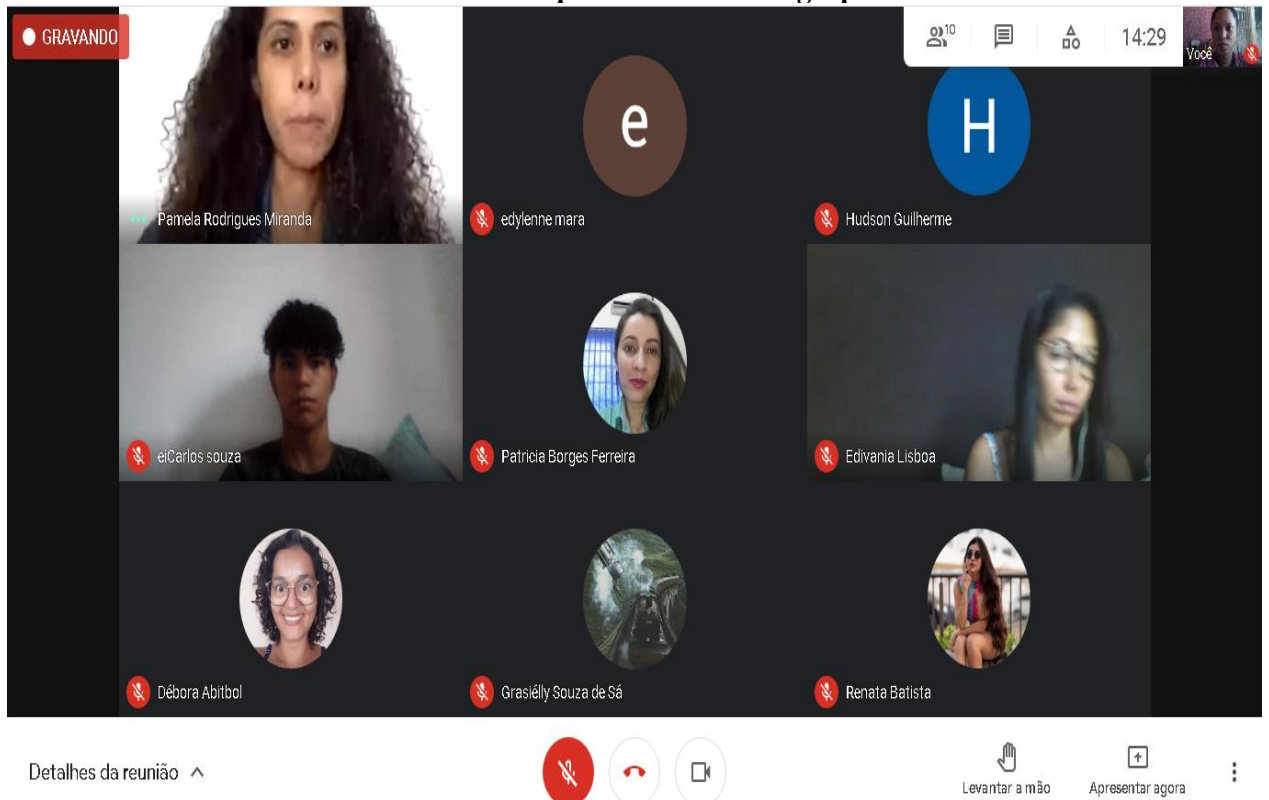 GRAVANDO
10
14:29
Você
e
H
Pamela Rodrigues Miranda
edylenne mara
Hudson Guilherme
eiCarlos souza
Patricia Borges Ferreira
Edivania Lisboa
Débora Abitbol
Grasiélly Souza de Sá
Renata Batista
Detalhes da reunião
Levantar a mão
Apresentar agora